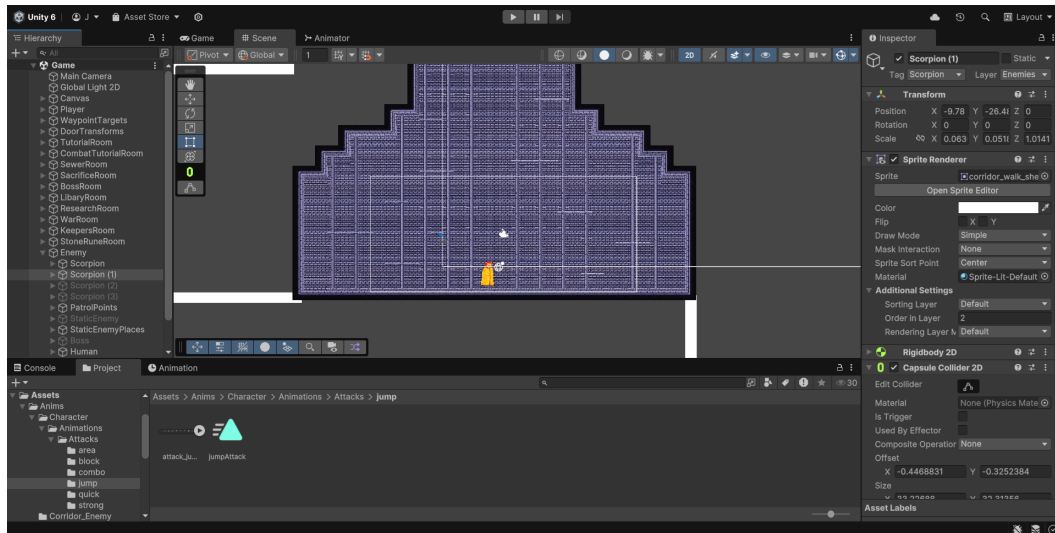 Unity 6 J Asset Store Layout
Hierarchy Game Scene Animator Inspector
All Pivot Global 1 2D
Game
Main Camera
Global Light 2D
Canvas
Player
WaypointTargets
DoorTransforms
TutorialRoom
CombatTutorialRoom
SewerRoom
SacrificeRoom
BossRoom
LibaryRoom
ResearchRoom
WarRoom
KeepersRoom
StoneRuneRoom
Enemy
Scorpion
Scorpion (1)
Scorpion (2)
Scorpion (3)
PatrolPoints
StaticEnemy
StaticEnemyPlaces
Boss
Human
0
Scorpion (1) Static
Tag Scorpion Layer Enemies
Transform
Position X -9.78 Y -26.4 Z 0
Rotation X 0 Y 0 Z 0
Scale X 0.063 Y 0.051 Z 1.0141
Sprite Renderer
Sprite corridor_walk_she
Open Sprite Editor
Color
Flip X Y
Draw Mode Simple
Mask Interaction None
Sprite Sort Point Center
Material Sprite-Lit-Default
Additional Settings
Sorting Layer Default
Order in Layer 2
Rendering Layer M Default
Rigidbody 2D
Capsule Collider 2D
Edit Collider
Material None (Physics Mate
Is Trigger
Used By Effector
Composite Operation None
Offset
X -0.4468831 Y -0.3252384
Size
Asset Labels
Console Project Animation
30
Assets
Anims
Character
Animations
Attacks
area
block
combo
jump
quick
strong
Corridor_Enemy
Assets > Anims > Character > Animations > Attacks > jump
attack_ju... jumpAttack